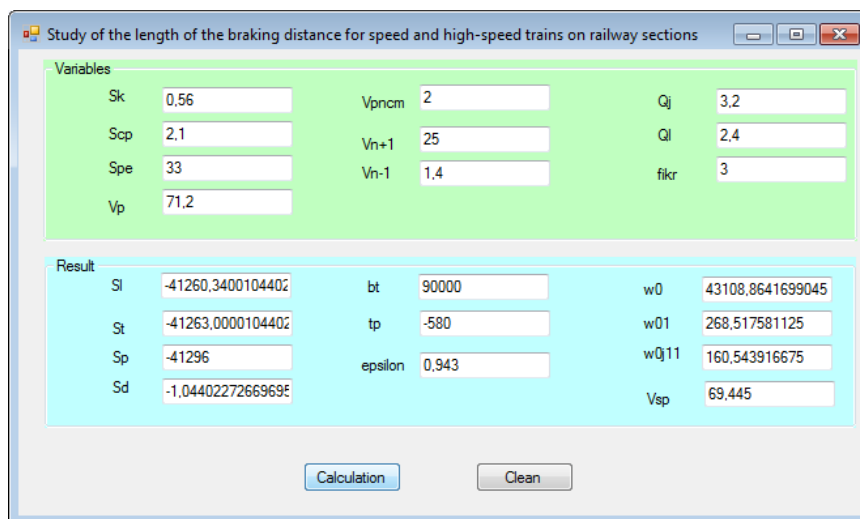 Study of the length of the braking distance for speed and high-speed trains on railway sections
Variables
Sk 0,56 Vpncm 2 Qj 3,2
Scp 2,1 Vn+1 25 Ql 2,4
Spe 33 Vn-1 1,4 fikr 3
Vp 71,2
Result
Sl -41260,3400104402 bt 90000 w0 43108,8641699045
St -41263,0000104402 tp -580 w01 268,517581125
Sp -41296 epsilon 0,943 w0j11 160,543916675
Sd -1,04402272669695 Vsp 69,445
Calculation Clean